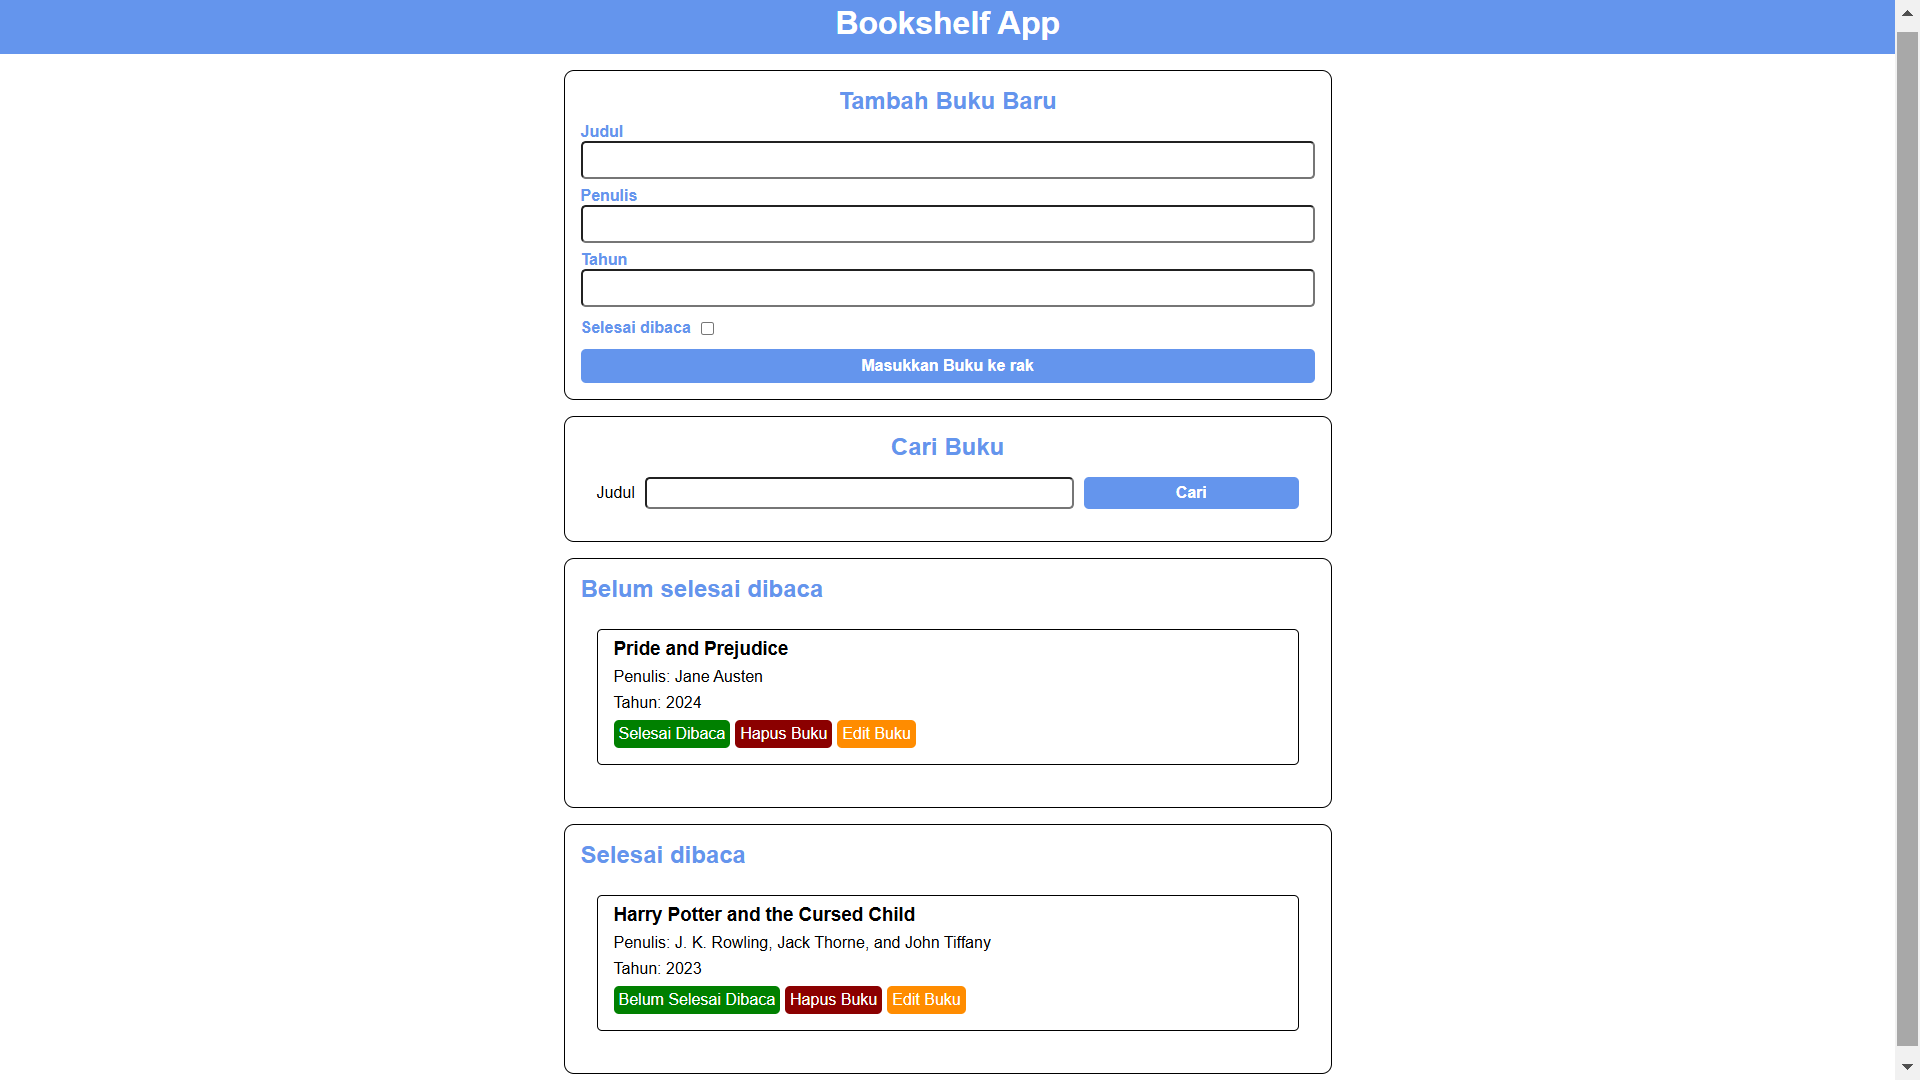 Bookshelf App
Tambah Buku Baru
Judul
Penulis
Tahun
Selesai dibaca
Masukkan Buku ke rak
Cari Buku
Judul Cari
Belum selesai dibaca
Pride and Prejudice
Penulis: Jane Austen
Tahun: 2024
Selesai Dibaca Hapus Buku Edit Buku
Selesai dibaca
Harry Potter and the Cursed Child
Penulis: J. K. Rowling, Jack Thorne, and John Tiffany
Tahun: 2023
Belum Selesai Dibaca Hapus Buku Edit Buku